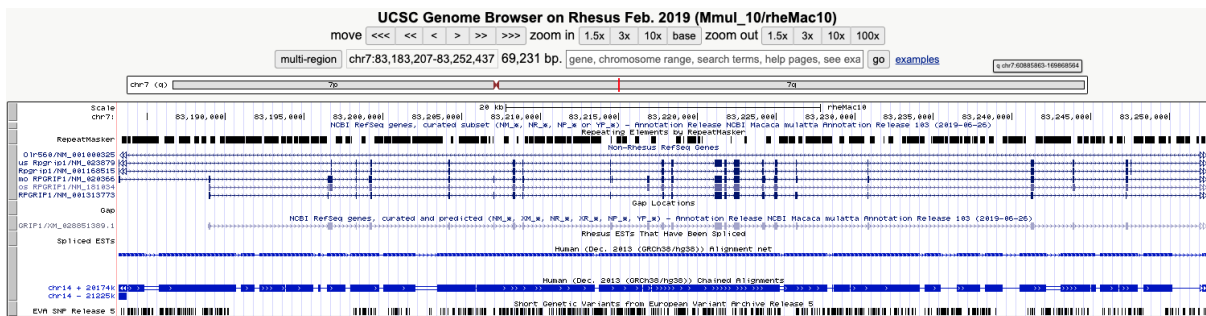 UCSC Genome Browser on Rhesus Feb. 2019 (Mmul_10/rheMac10)
move <<< << < > >> >>> zoom in 1.5x 3x 10x base zoom out 1.5x 3x 10x 100x
multi-region chr7:83,183,207-83,252,437 69,231 bp. gene, chromosome range, search terms, help pages, see exa go examples
q chr7:60885863-169868564
chr7 (q) 7p 7q
Scale 20 kb rheMac10
chr7: 83,190,000 83,195,000 83,200,000 83,205,000 83,210,000 83,215,000 83,220,000 83,225,000 83,230,000 83,235,000 83,240,000 83,245,000 83,250,000
NCBI RefSeq genes, curated subset (NM_*, NR_*, NP_* or YP_*) - Annotation Release NCBI Macaca mulatta Annotation Release 103 (2019-06-26)
Repeating Elements by RepeatMasker
RepeatMasker
Non-Rhesus RefSeq Genes
Olr560/NM_001000325
us Rpgrip1/NM_023879
Rpgrip1/NM_001168515
mo RPGRIP1/NM_020366
os RPGRIP1/NM_181034
RPGRIP1/NM_001313773
Gap Locations
Gap
NCBI RefSeq genes, curated and predicted (NM_*, XM_*, NR_*, XR_*, NP_*, YP_*) - Annotation Release NCBI Macaca mulatta Annotation Release 103 (2019-06-26)
GRIP1/XM_028851389.1
Rhesus ESTs That Have Been Spliced
Spliced ESTs
Human (Dec. 2013 (GRCh38/hg38)) Alignment net
Human (Dec. 2013 (GRCh38/hg38)) Chained Alignments
chr14 + 20174k
chr14 - 21225k
Short Genetic Variants from European Variant Archive Release 5
EVA SNP Release 5